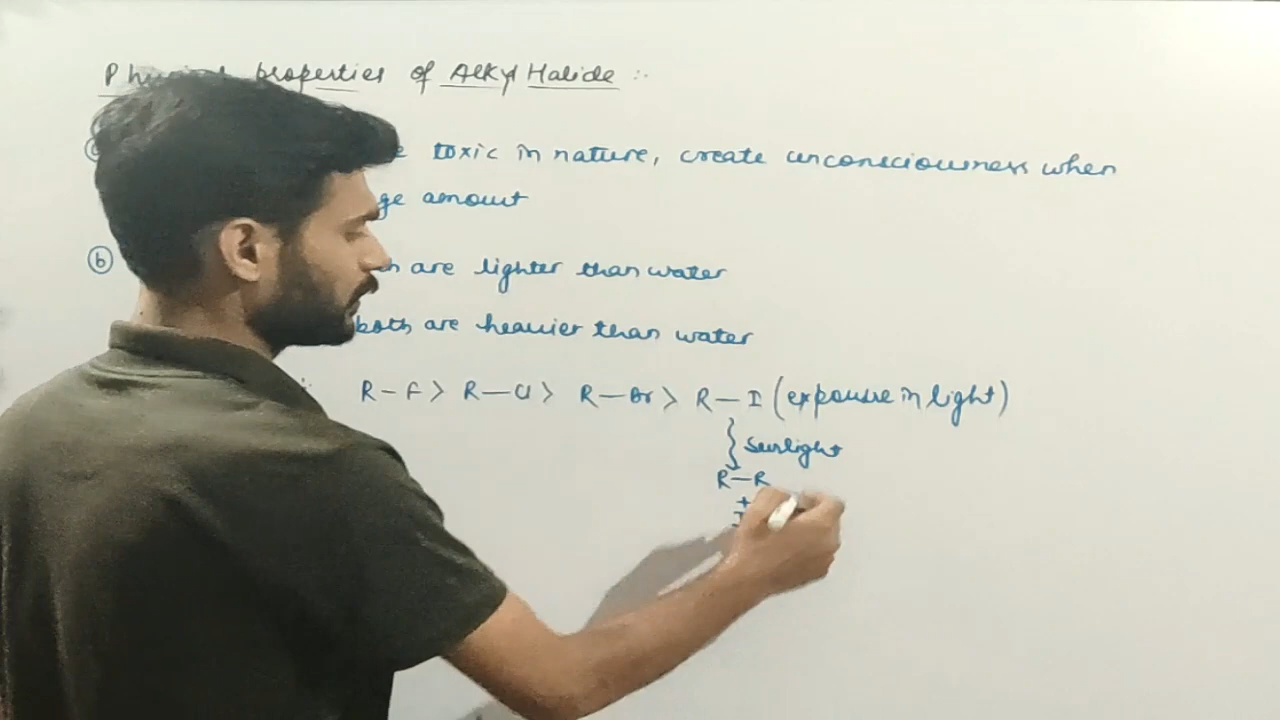 properties of Alkyl Halide :-
toxic in nature, create unconsciousness when
amount
(b) are lighter than water
both are heavier than water
R-F > R-Cl > R-Br > R-I (exposure in light)
Sunlight
R-R
+